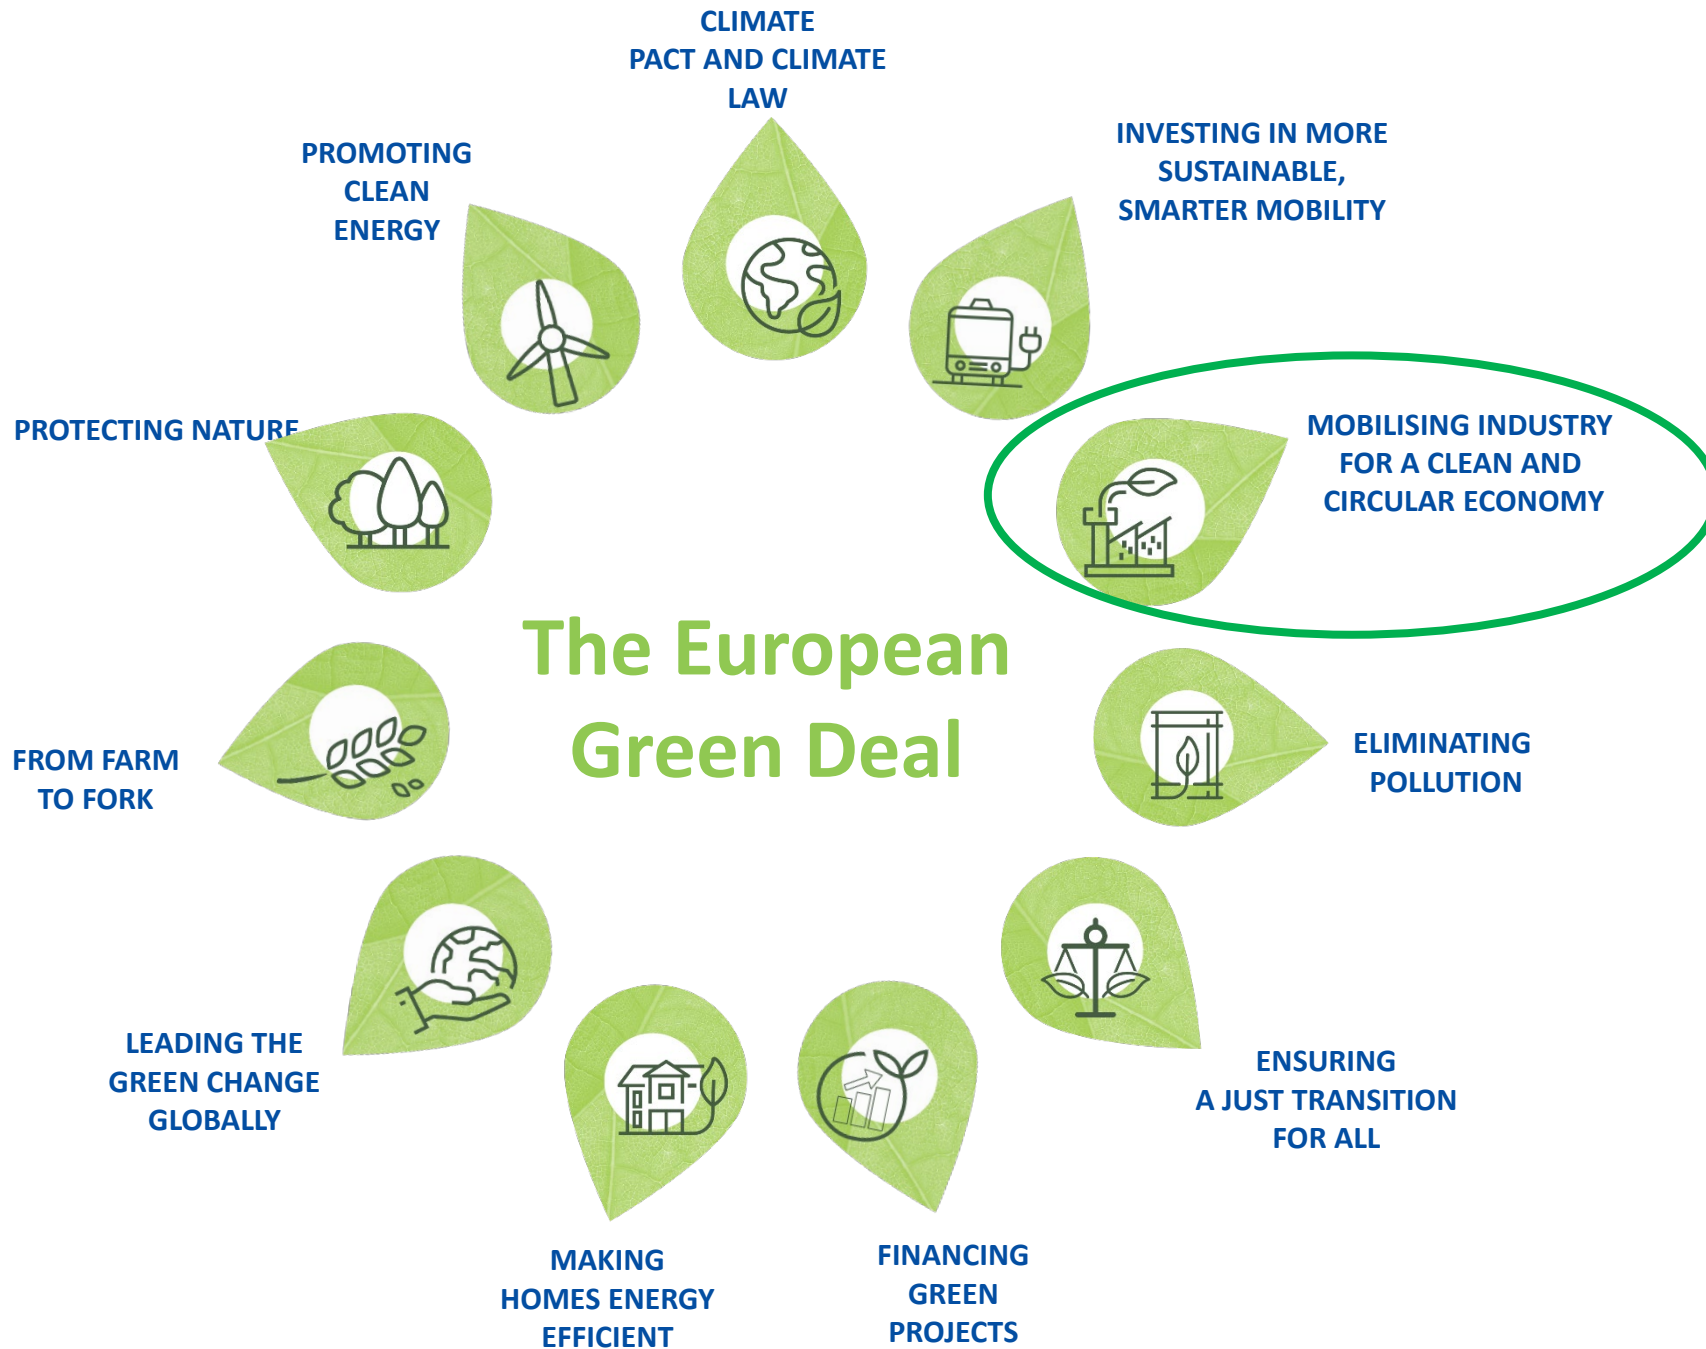 CLIMATE
PACT AND CLIMATE
LAW
INVESTING IN MORE
SUSTAINABLE,
SMARTER MOBILITY
PROMOTING
CLEAN
ENERGY
MOBILISING INDUSTRY
FOR A CLEAN AND
CIRCULAR ECONOMY
PROTECTING NATURE
The European
Green Deal
ELIMINATING
POLLUTION
FROM FARM
TO FORK
ENSURING
A JUST TRANSITION
FOR ALL
LEADING THE
GREEN CHANGE
GLOBALLY
FINANCING
GREEN
PROJECTS
MAKING
HOMES ENERGY
EFFICIENT